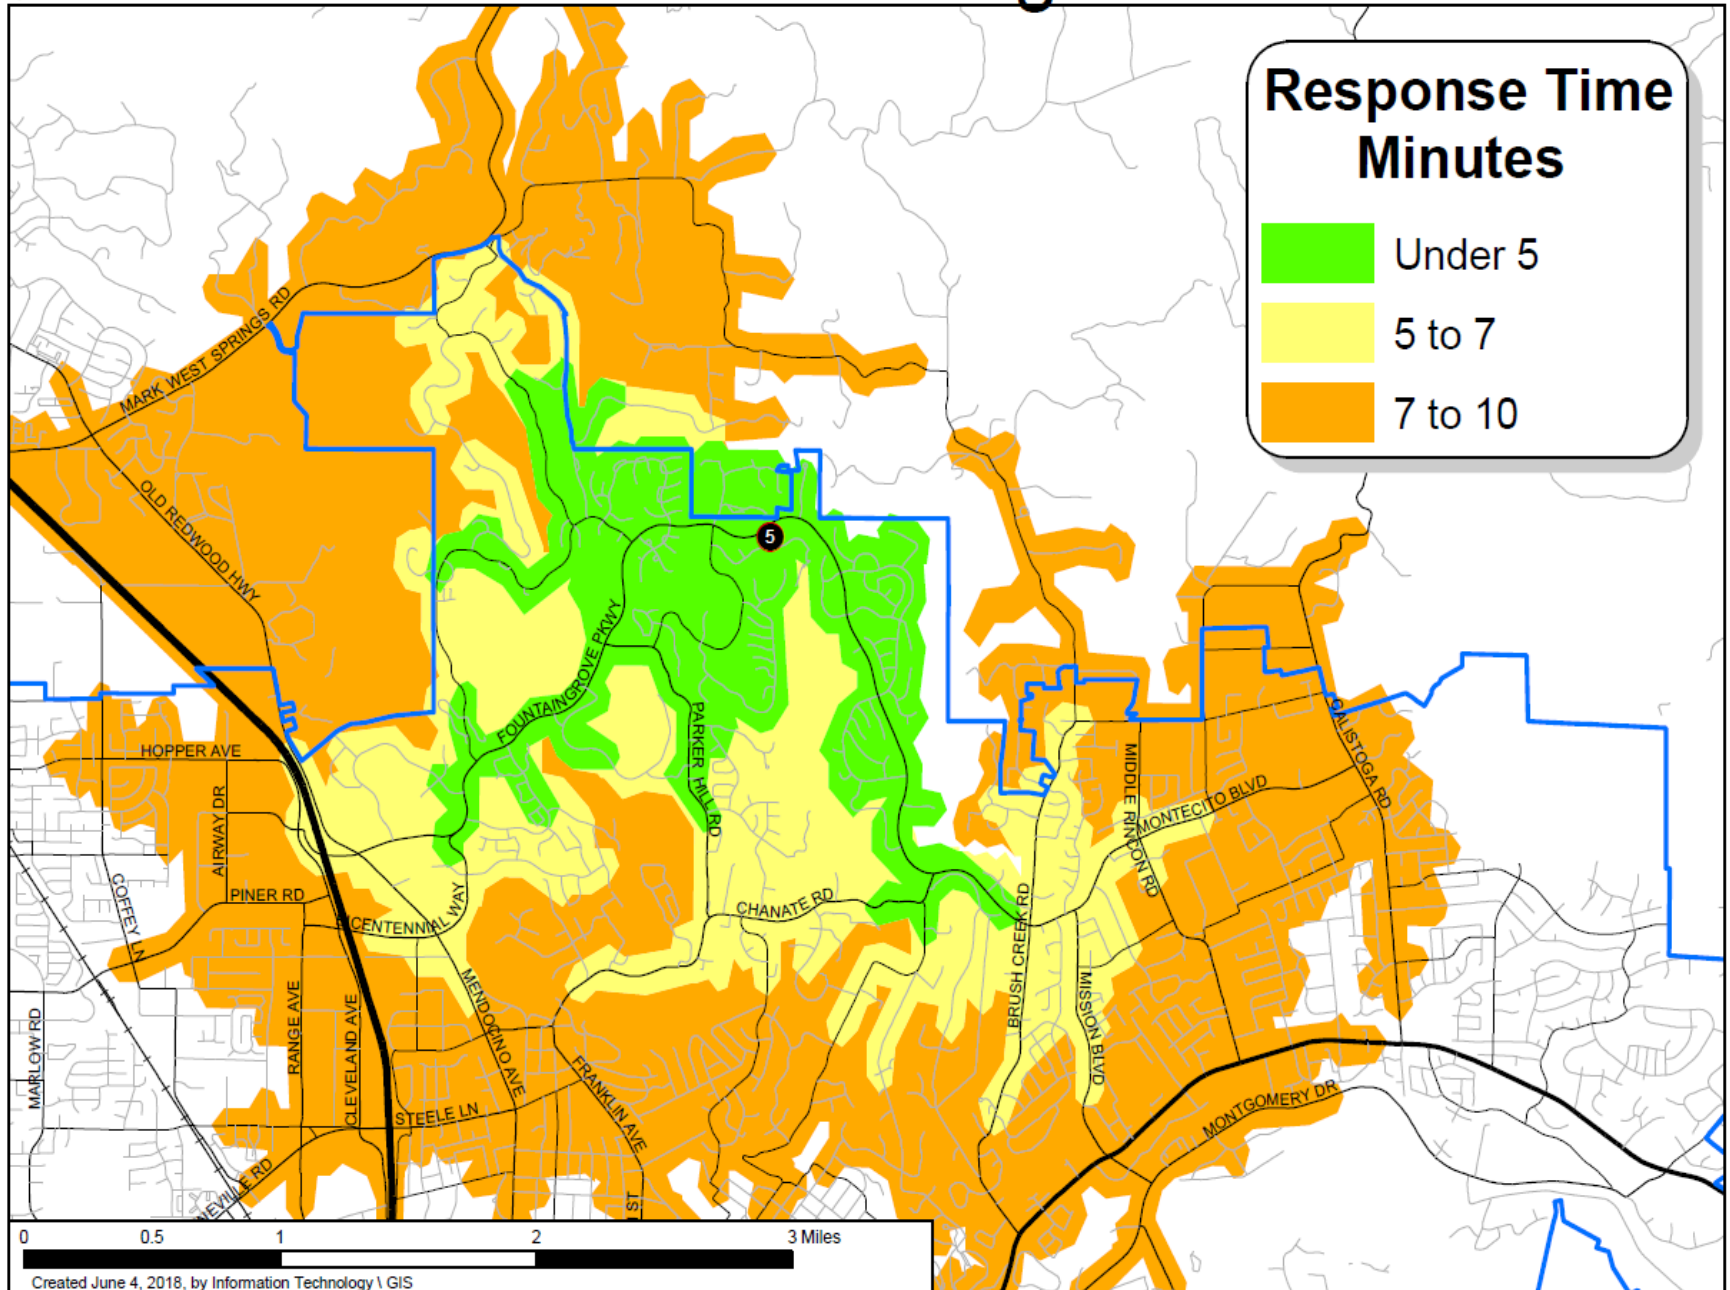 Response Time
Minutes
Under 5
5 to 7
7 to 10
MARK WEST SPRINGS RD
OLD REDWOOD HWY
5
FOUNTAINGROVE PKWY
PARKER HILL RD
HOPPER AVE
AIRWAY DR
COFFEY LN
PINER RD
BICENTENNIAL WAY
CHANATE RD
MIDDLE RINCON RD
MONTECITO BLVD
CALISTOGA RD
BRUSH CREEK RD
MISSION BLVD
MENDOCINO AVE
MARLOW RD
RANGE AVE
CLEVELAND AVE
STEELE LN
FRANKLIN AVE
MONTGOMERY DR
NEVILLE RD
ST
0 0.5 1 2 3 Miles
Created June 4, 2018, by Information Technology \ GIS